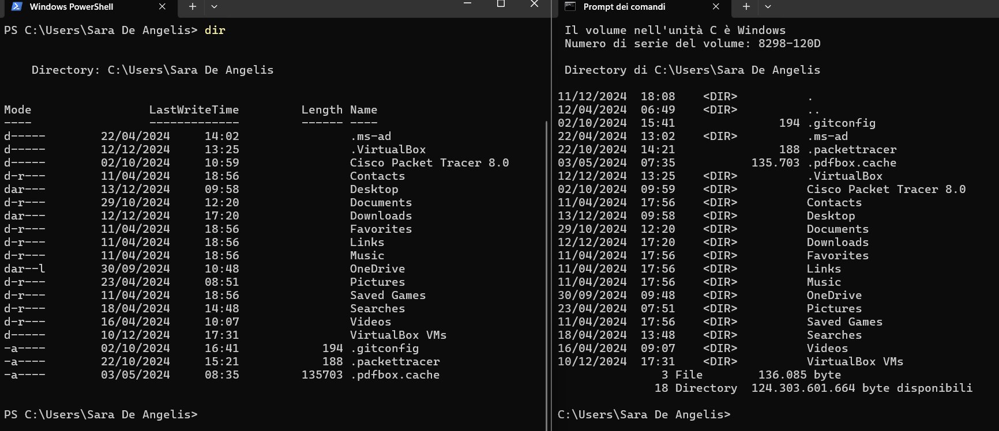 Windows PowerShell
PS C:\Users\Sara De Angelis> dir
    Directory: C:\Users\Sara De Angelis
Mode                 LastWriteTime         Length Name
----                 -------------         ------ ----
d-----        22/04/2024     14:02                .ms-ad
d-----        12/12/2024     13:25                .VirtualBox
d-----        02/10/2024     10:59                Cisco Packet Tracer 8.0
d-r---        11/04/2024     18:56                Contacts
dar---        13/12/2024     09:58                Desktop
d-r---        29/10/2024     12:20                Documents
dar---        12/12/2024     17:20                Downloads
d-r---        11/04/2024     18:56                Favorites
d-r---        11/04/2024     18:56                Links
d-r---        11/04/2024     18:56                Music
dar--l        30/09/2024     10:48                OneDrive
d-r---        23/04/2024     08:51                Pictures
d-r---        11/04/2024     18:56                Saved Games
d-r---        18/04/2024     14:48                Searches
d-r---        16/04/2024     10:07                Videos
d-----        10/12/2024     17:31                VirtualBox VMs
-a----        02/10/2024     16:41            194 .gitconfig
-a----        22/10/2024     15:21            188 .packettracer
-a----        03/05/2024     08:35         135703 .pdfbox.cache
PS C:\Users\Sara De Angelis>
Prompt dei comandi
 Il volume nell'unità C è Windows
 Numero di serie del volume: 8298-120D
 Directory di C:\Users\Sara De Angelis
11/12/2024  18:08    <DIR>          .
12/04/2024  06:49    <DIR>          ..
02/10/2024  15:41               194 .gitconfig
22/04/2024  13:02    <DIR>          .ms-ad
22/10/2024  14:21               188 .packettracer
03/05/2024  07:35           135.703 .pdfbox.cache
12/12/2024  13:25    <DIR>          .VirtualBox
02/10/2024  09:59    <DIR>          Cisco Packet Tracer 8.0
11/04/2024  17:56    <DIR>          Contacts
13/12/2024  09:58    <DIR>          Desktop
29/10/2024  12:20    <DIR>          Documents
12/12/2024  17:20    <DIR>          Downloads
11/04/2024  17:56    <DIR>          Favorites
11/04/2024  17:56    <DIR>          Links
11/04/2024  17:56    <DIR>          Music
30/09/2024  09:48    <DIR>          OneDrive
23/04/2024  07:51    <DIR>          Pictures
11/04/2024  17:56    <DIR>          Saved Games
18/04/2024  13:48    <DIR>          Searches
16/04/2024  09:07    <DIR>          Videos
10/12/2024  17:31    <DIR>          VirtualBox VMs
               3 File        136.085 byte
              18 Directory  124.303.601.664 byte disponibili
C:\Users\Sara De Angelis>